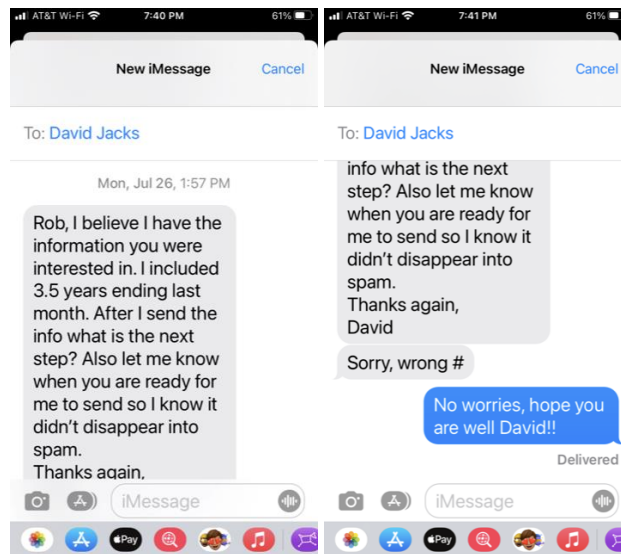 AT&T Wi-Fi 7:40 PM 61%
New iMessage Cancel
To: David Jacks
Mon, Jul 26, 1:57 PM
Rob, I believe I have the
information you were
interested in. I included
3.5 years ending last
month. After I send the
info what is the next
step? Also let me know
when you are ready for
me to send so I know it
didn't disappear into
spam.
Thanks again,
iMessage
Pay
AT&T Wi-Fi 7:41 PM 61%
New iMessage Cancel
To: David Jacks
info what is the next
step? Also let me know
when you are ready for
me to send so I know it
didn't disappear into
spam.
Thanks again,
David
Sorry, wrong #
No worries, hope you
are well David!!
Delivered
iMessage
Pay